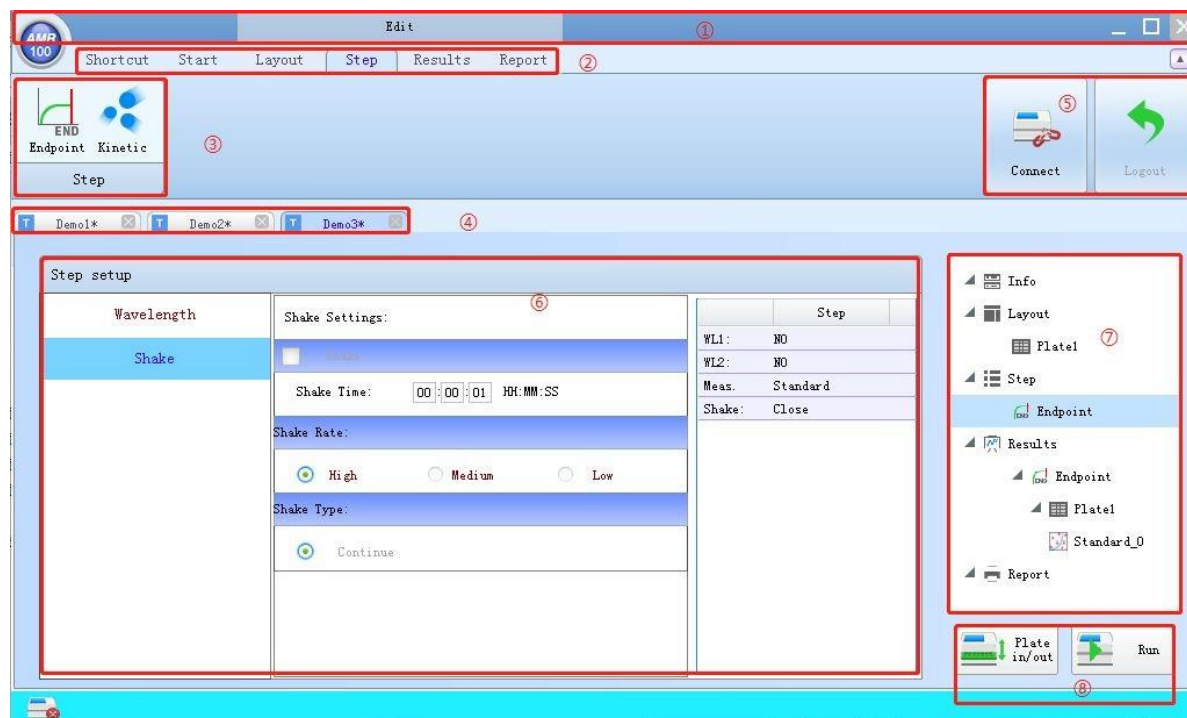 Edit
①
AMR
100
Shortcut Start Layout Step Results Report ②
END
Endpoint Kinetic
Step
③
⑤
Connect Logout
T Demo1* T Demo2* T Demo3* ④
Step setup
Wavelength
Shake
⑥
Shake Settings:
Shake
Shake Time: 00:00:01 HH:MM:SS
Shake Rate:
High Medium Low
Shake Type:
Continue
Step
WL1: NO
WL2: NO
Meas. Standard
Shake: Close
Info
Layout
Plate1
⑦
Step
END Endpoint
Results
END Endpoint
Plate1
Standard_0
Report
Plate
in/out
Run
⑧